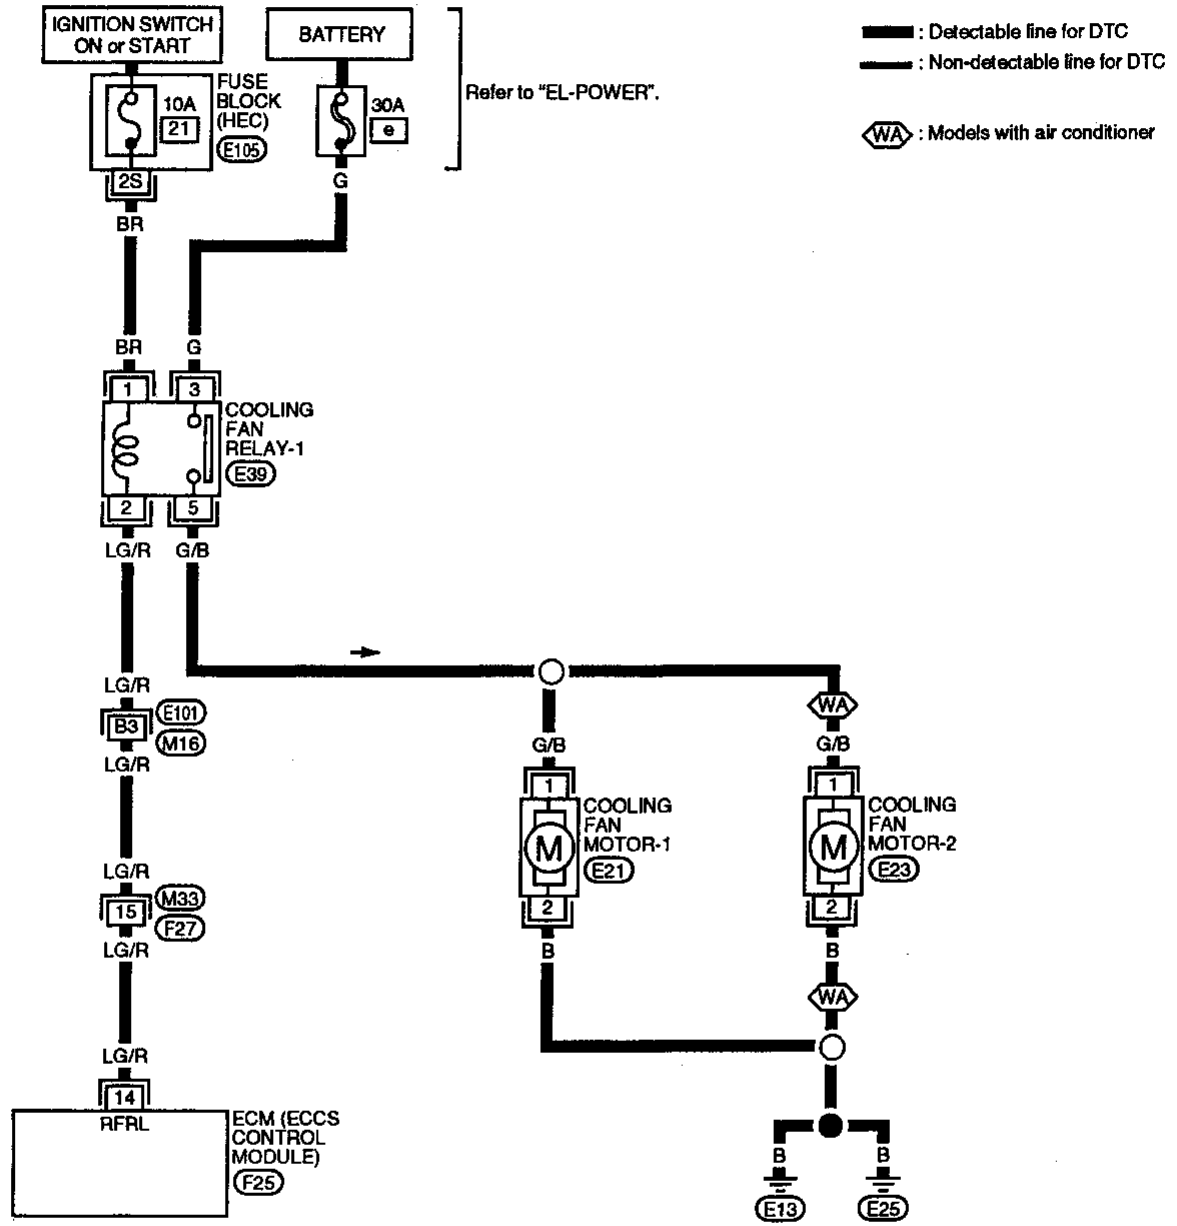 IGNITION SWITCH
ON or START
BATTERY
Refer to "EL-POWER".
: Detectable line for DTC
: Non-detectable line for DTC
WA : Models with air conditioner
10A
21
FUSE
BLOCK
(HEC)
E105
30A
e
2S
G
BR
BR
G
1
3
COOLING
FAN
RELAY-1
E39
2
5
LG/R
G/B
LG/R
B3
E101
M16
LG/R
LG/R
15
M33
F27
LG/R
LG/R
14
RFRL
ECM (ECCS
CONTROL
MODULE)
F25
G/B
1
M
COOLING
FAN
MOTOR-1
E21
2
B
WA
G/B
1
M
COOLING
FAN
MOTOR-2
E23
2
B
WA
B
B
E13
E25